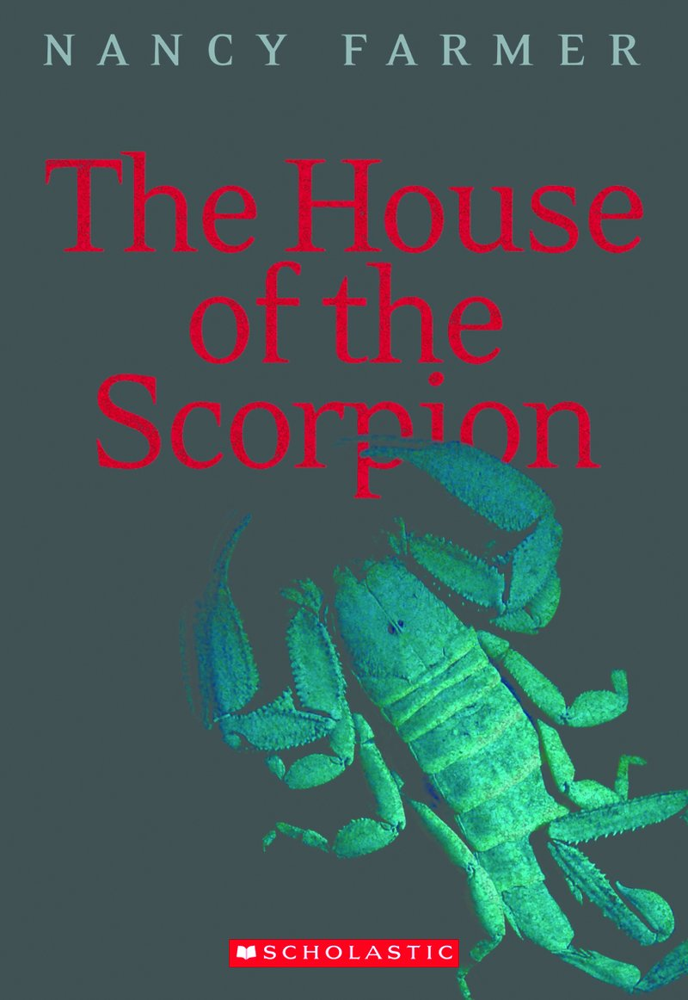 NANCY FARMER
The House
of the
Scorpion
SCHOLASTIC